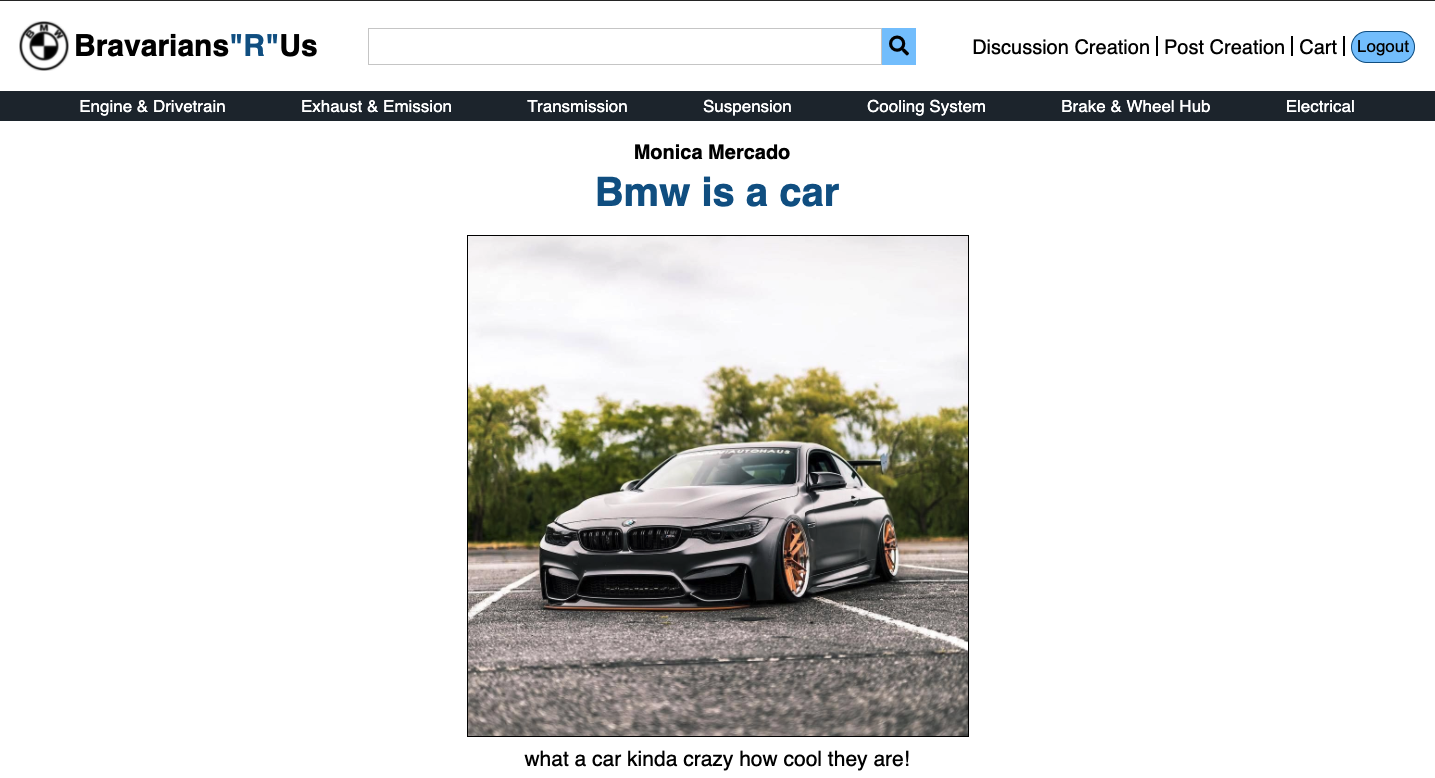 BMW
Bravarians"R"Us
Discussion Creation | Post Creation | Cart | Logout
Engine & Drivetrain Exhaust & Emission Transmission Suspension Cooling System Brake & Wheel Hub Electrical
Monica Mercado
Bmw is a car
AUTOHAUS
what a car kinda crazy how cool they are!